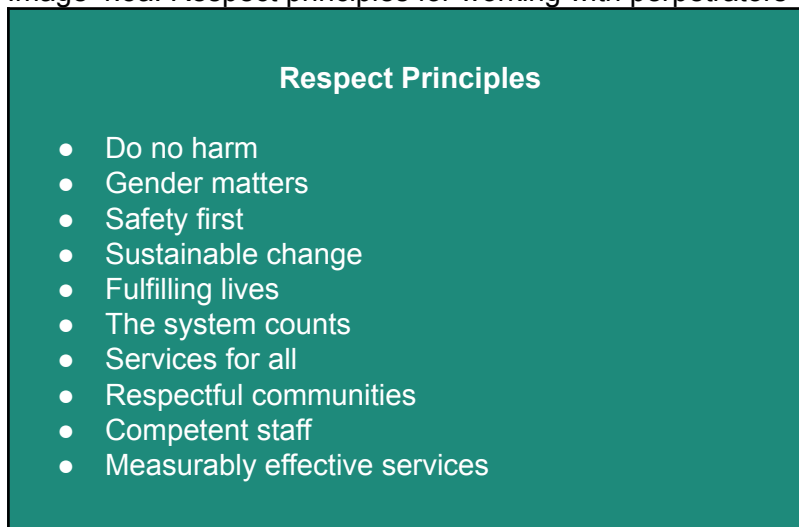 Respect principles for working with perpetrators
Respect Principles
● Do no harm
● Gender matters
● Safety first
● Sustainable change
● Fulfilling lives
● The system counts
● Services for all
● Respectful communities
● Competent staff
● Measurably effective services